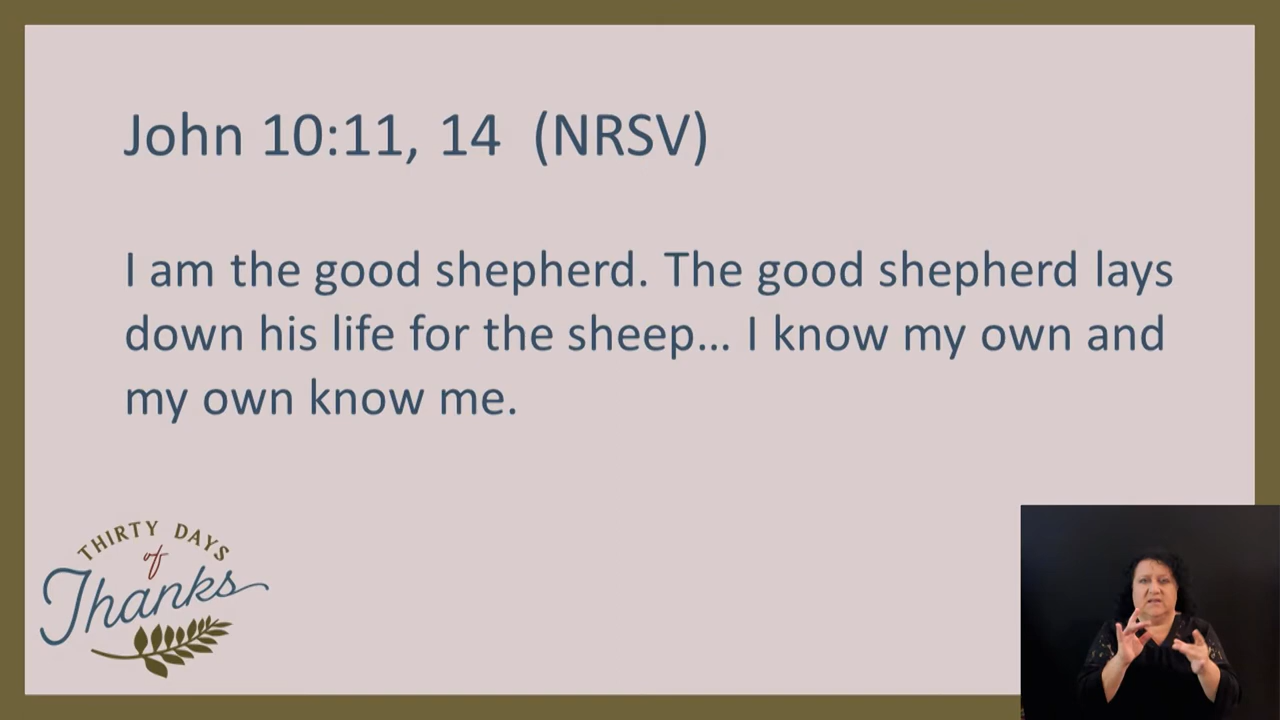 John 10:11, 14  (NRSV)
I am the good shepherd. The good shepherd lays
down his life for the sheep… I know my own and
my own know me.
THIRTY DAYS
of
Thanks